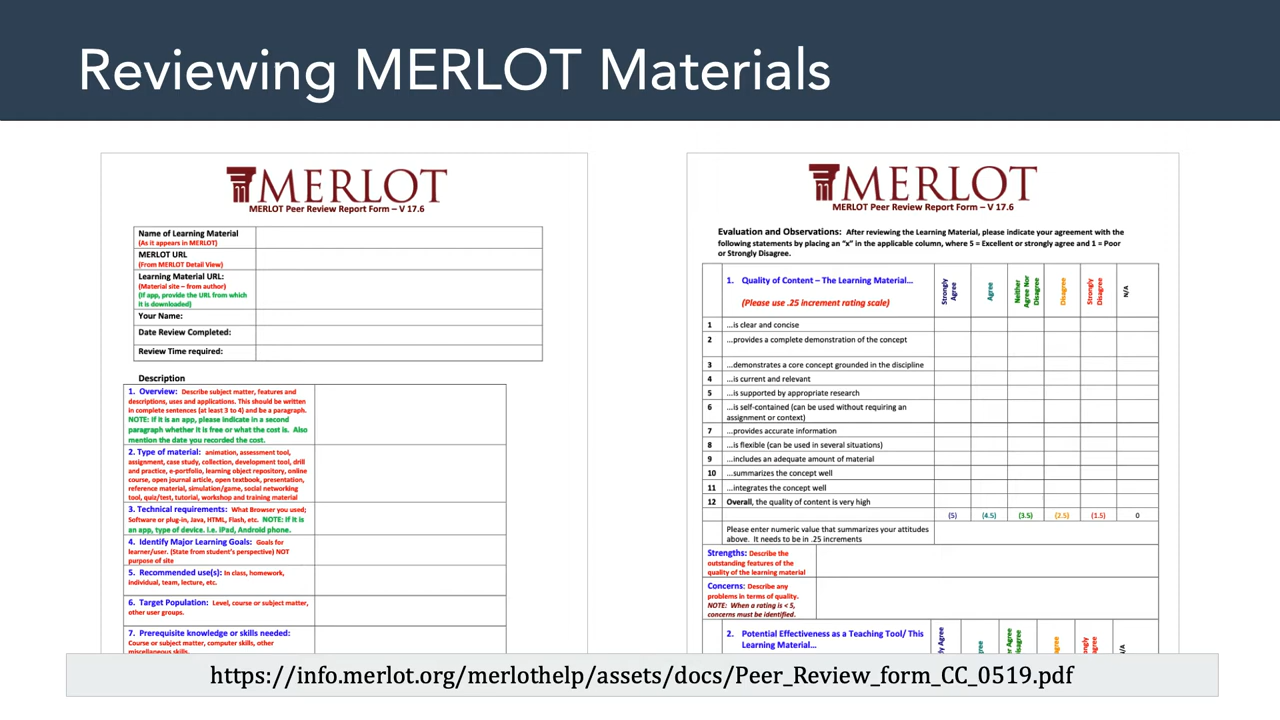 Reviewing MERLOT Materials
MERLOT
MERLOT Peer Review Report Form – V 17.6
Name of Learning Material
(As it appears in MERLOT)
MERLOT URL
(From MERLOT Detail View)
Learning Material URL:
(Material site – from author)
(If app, provide the URL from which
it is downloaded)
Your Name:
Date Review Completed:
Review Time required:
Description
1. Overview: Describe subject matter, features and
descriptions, uses and applications. This should be written
in complete sentences (at least 3 to 4) and be a paragraph.
NOTE: If it is an app, please indicate in a second
paragraph whether it is free or what the cost is. Also
mention the date you recorded the cost.
2. Type of material: animation, assessment tool,
assignment, case study, collection, development tool, drill
and practice, e-portfolio, learning object repository, online
course, open journal article, open textbook, presentation,
reference material, simulation/game, social networking
tool, quiz/test, tutorial, workshop and training material
3. Technical requirements: What Browser you used;
Software or plug-in, Java, HTML, Flash, etc. NOTE: If it is
an app, type of device. i.e. iPad, Android phone.
4. Identify Major Learning Goals: Goals for
learner/user. (State from student's perspective) NOT
purpose of site
5. Recommended use(s): In class, homework,
individual, team, lecture, etc.
6. Target Population: Level, course or subject matter,
other user groups.
7. Prerequisite knowledge or skills needed:
Course or subject matter, computer skills, other
miscellaneous skills.
MERLOT
MERLOT Peer Review Report Form – V 17.6
Evaluation and Observations: After reviewing the Learning Material, please indicate your agreement with the
following statements by placing an "x" in the applicable column, where 5 = Excellent or strongly agree and 1 = Poor
or Strongly Disagree.
1. Quality of Content – The Learning Material…
(Please use .25 increment rating scale)
Strongly
Agree
Agree
Neither
Agree Nor
Disagree
Disagree
Strongly
Disagree
N/A
1 …is clear and concise
2 …provides a complete demonstration of the concept
3 …demonstrates a core concept grounded in the discipline
4 …is current and relevant
5 …is supported by appropriate research
6 …is self-contained (can be used without requiring an
assignment or context)
7 …provides accurate information
8 …is flexible (can be used in several situations)
9 …includes an adequate amount of material
10 …summarizes the concept well
11 …integrates the concept well
12 Overall, the quality of content is very high
(5) (4.5) (3.5) (2.5) (1.5) 0
Please enter numeric value that summarizes your attitudes
above. It needs to be in .25 increments
Strengths: Describe the
outstanding features of the
quality of the learning material
Concerns: Describe any
problems in terms of quality.
NOTE: When a rating is < 5,
concerns must be identified.
2. Potential Effectiveness as a Teaching Tool/ This
Learning Material…
https://info.merlot.org/merlothelp/assets/docs/Peer_Review_form_CC_0519.pdf